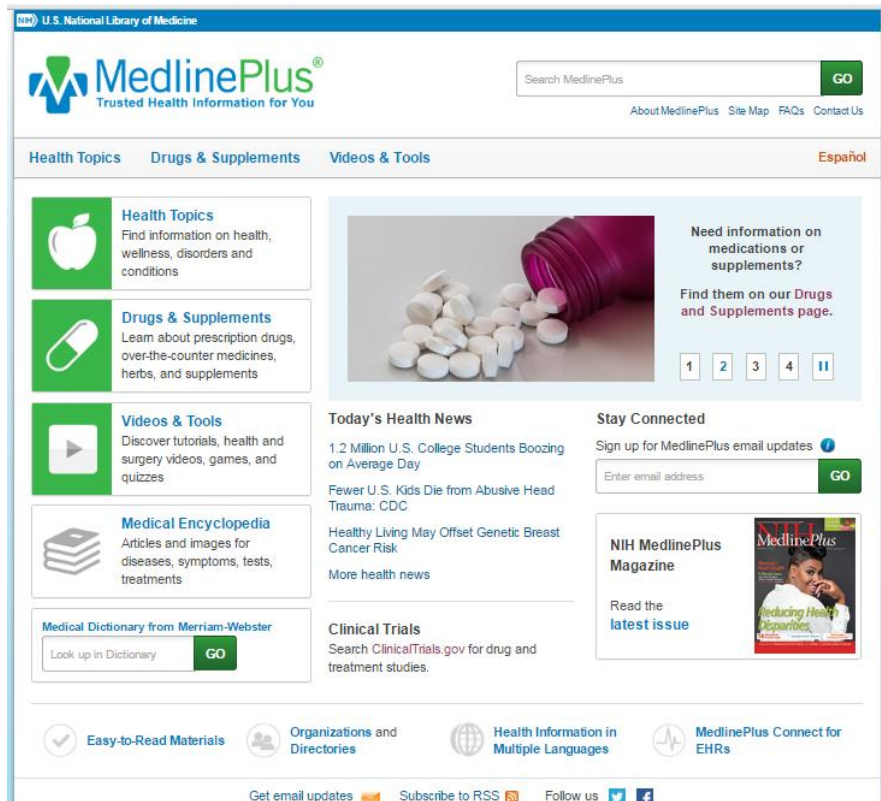 NIH U.S. National Library of Medicine
MedlinePlus®
Trusted Health Information for You
Search MedlinePlus
GO
About MedlinePlus Site Map FAQs Contact Us
Health Topics Drugs & Supplements Videos & Tools
Español
Health Topics
Find information on health,
wellness, disorders and
conditions
Drugs & Supplements
Learn about prescription drugs,
over-the-counter medicines,
herbs, and supplements
Videos & Tools
Discover tutorials, health and
surgery videos, games, and
quizzes
Medical Encyclopedia
Articles and images for
diseases, symptoms, tests,
treatments
Medical Dictionary from Merriam-Webster
Look up in Dictionary
GO
Need information on
medications or
supplements?
Find them on our Drugs
and Supplements page.
1 2 3 4
Today's Health News
1.2 Million U.S. College Students Boozing
on Average Day
Fewer U.S. Kids Die from Abusive Head
Trauma: CDC
Healthy Living May Offset Genetic Breast
Cancer Risk
More health news
Clinical Trials
Search ClinicalTrials.gov for drug and
treatment studies.
Stay Connected
Sign up for MedlinePlus email updates
Enter email address
GO
NIH MedlinePlus
Magazine
Read the
latest issue
NIH
MedlinePlus
Reducing Health
Disparities
Easy-to-Read Materials
Organizations and
Directories
Health Information in
Multiple Languages
MedlinePlus Connect for
EHRs
Get email updates Subscribe to RSS Follow us